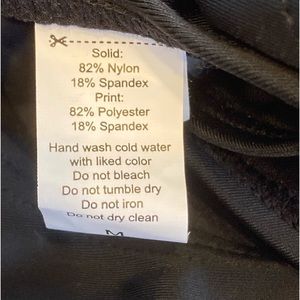 Solid:
82% Nylon
18% Spandex
Print:
82% Polyester
18% Spandex
Hand wash cold water
with liked color
Do not bleach
Do not tumble dry
Do not iron
Do not dry clean
M